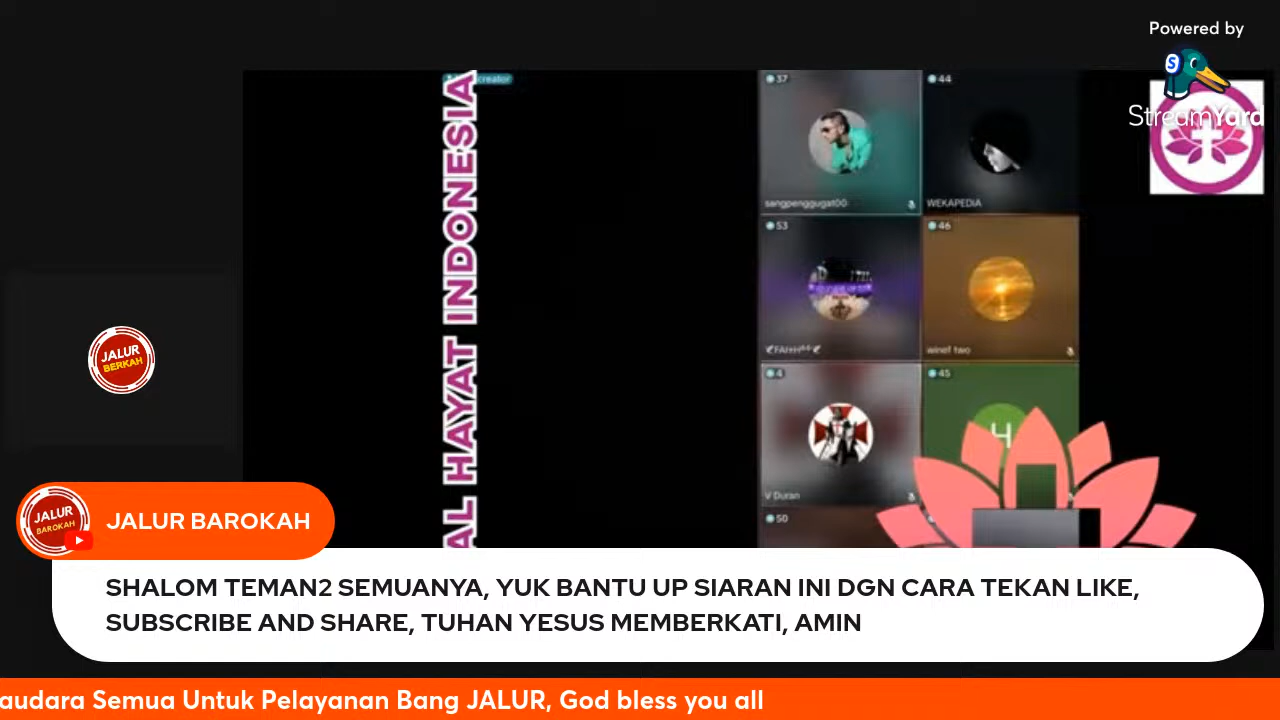 Powered by
StreamYard
creator
AL HAYAT INDONESIA
37
44
sangpenggugat00
WEKAPEDIA
53
46
winef two
4
45
V Duran
50
JALUR
BERKAH
JALUR
BAROKAH
JALUR BAROKAH
SHALOM TEMAN2 SEMUANYA, YUK BANTU UP SIARAN INI DGN CARA TEKAN LIKE,
SUBSCRIBE AND SHARE, TUHAN YESUS MEMBERKATI, AMIN
audara Semua Untuk Pelayanan Bang JALUR, God bless you all